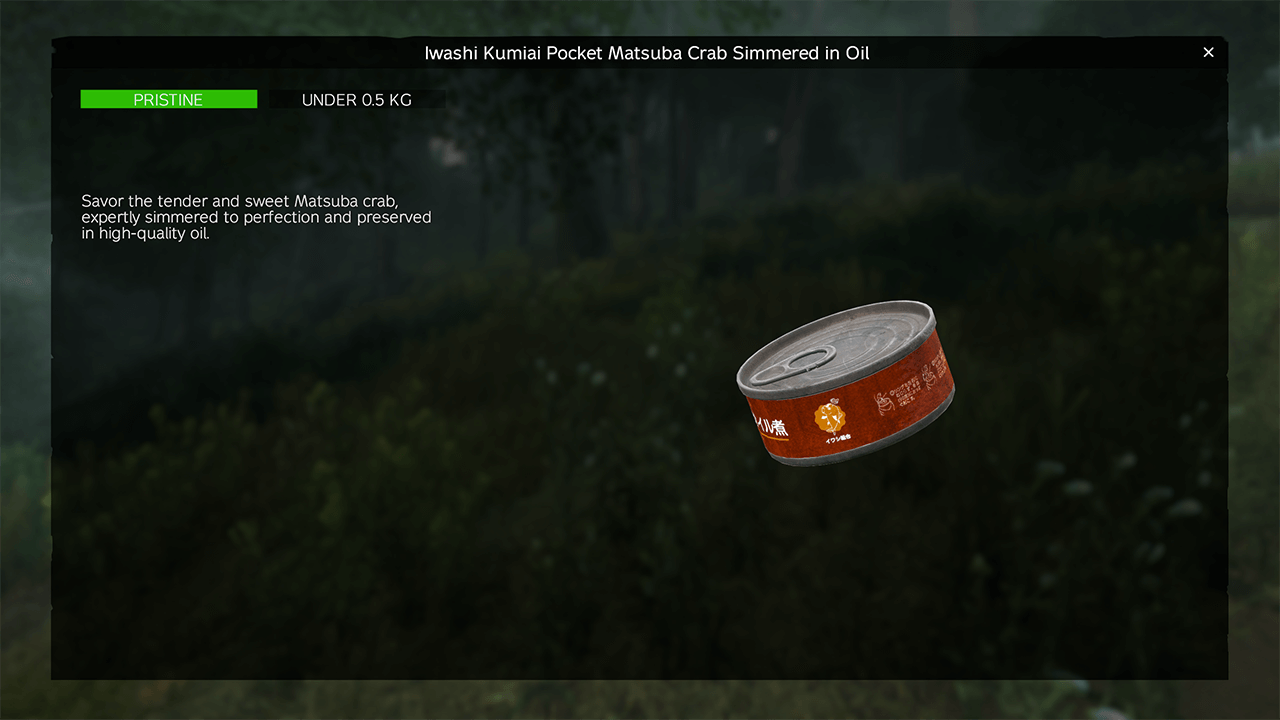 Iwashi Kumiai Pocket Matsuba Crab Simmered in Oil
PRISTINE
UNDER 0.5 KG
Savor the tender and sweet Matsuba crab,
expertly simmered to perfection and preserved
in high-quality oil.
イル煮
イワシ組合